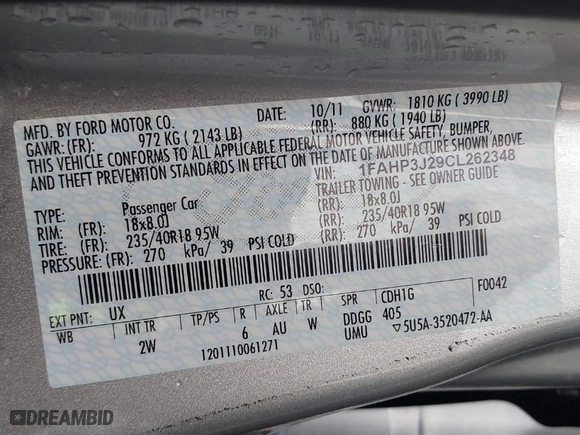 MFD. BY FORD MOTOR CO.
DATE: 10/11 GVWR: 1810 KG ( 3990 LB)
GAWR: (FR): 972 KG ( 2143 LB) (RR): 880 KG ( 1940 LB)
THIS VEHICLE CONFORMS TO ALL APPLICABLE FEDERAL MOTOR VEHICLE SAFETY, BUMPER,
AND THEFT PREVENTION STANDARDS IN EFFECT ON THE DATE OF MANUFACTURE SHOWN ABOVE.
VIN: 1FAHP3J29CL262348
TYPE: Passenger Car TRAILER TOWING - SEE OWNER GUIDE
RIM: (FR): 18x8.0J (RR): 18x8.0J
TIRE: (FR): 235/40R18 95W (RR): 235/40R18 95W
PRESSURE: (FR): 270 kPa/ 39 PSI COLD (RR): 270 kPa/ 39 PSI COLD
EXT PNT: UX RC: 53 DSO: F0042
WB INT TR TP/PS R AXLE TR SPR CDH1G
2W 6 AU W DDGG 405
UMU ▽5U5A-3520472-AA
1201110061271
DREAMBID